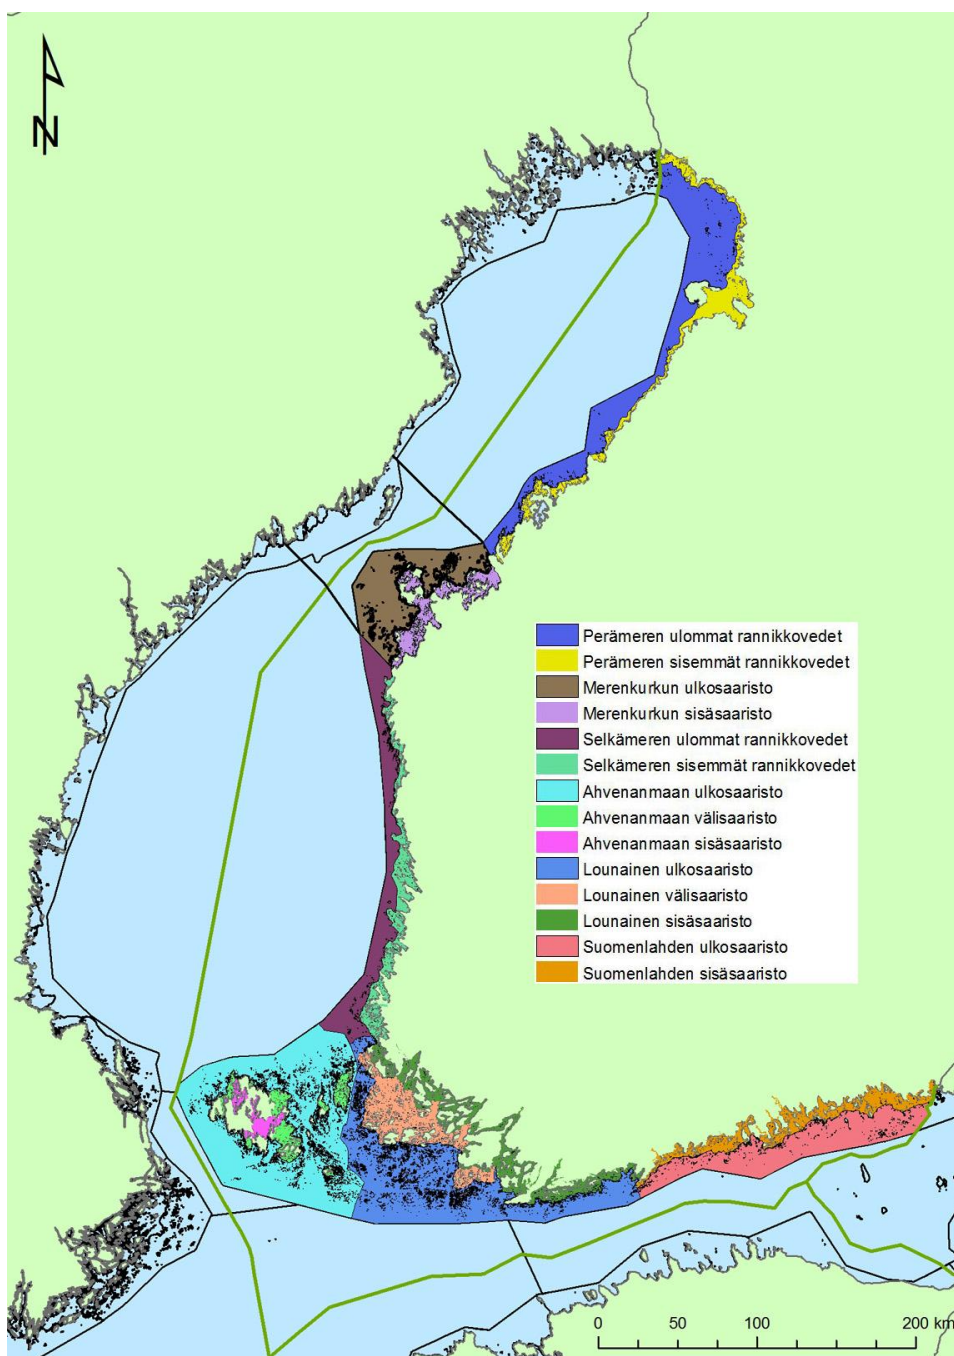 N
Perämeren ulommat rannikkovedet
Perämeren sisemmät rannikkovedet
Merenkurkun ulkosaaristo
Merenkurkun sisäsaaristo
Selkämeren ulommat rannikkovedet
Selkämeren sisemmät rannikkovedet
Ahvenanmaan ulkosaaristo
Ahvenanmaan välisaaristo
Ahvenanmaan sisäsaaristo
Lounainen ulkosaaristo
Lounainen välisaaristo
Lounainen sisäsaaristo
Suomenlahden ulkosaaristo
Suomenlahden sisäsaaristo
0 50 100 200 km